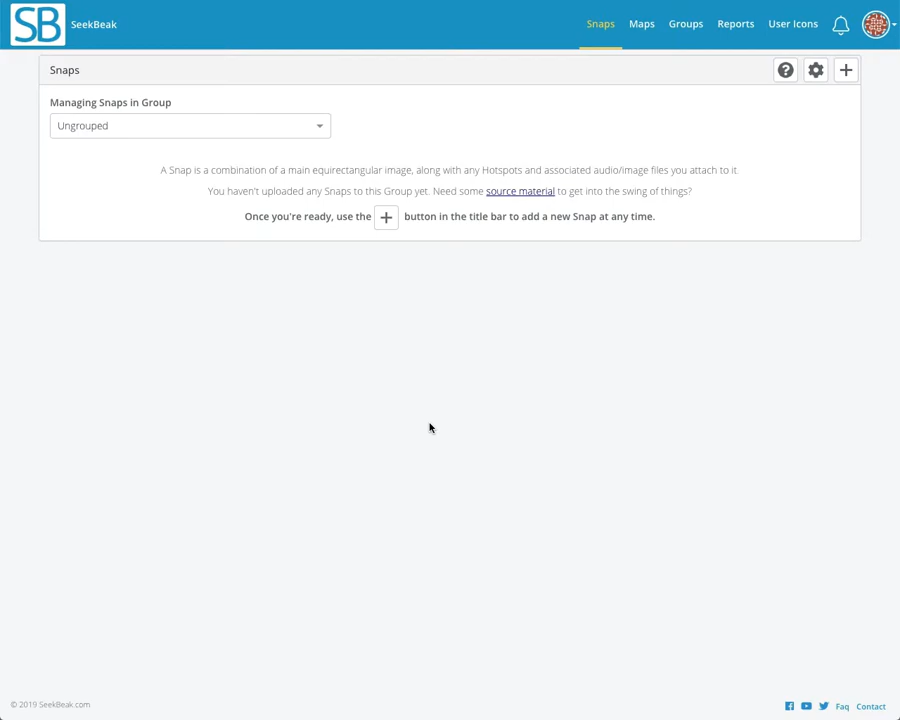 SB SeekBeak Snaps Maps Groups Reports User Icons
Snaps
Managing Snaps in Group
Ungrouped
A Snap is a combination of a main equirectangular image, along with any Hotspots and associated audio/image files you attach to it.
You haven't uploaded any Snaps to this Group yet. Need some source material to get into the swing of things?
Once you're ready, use the + button in the title bar to add a new Snap at any time.
© 2019 SeekBeak.com Faq Contact